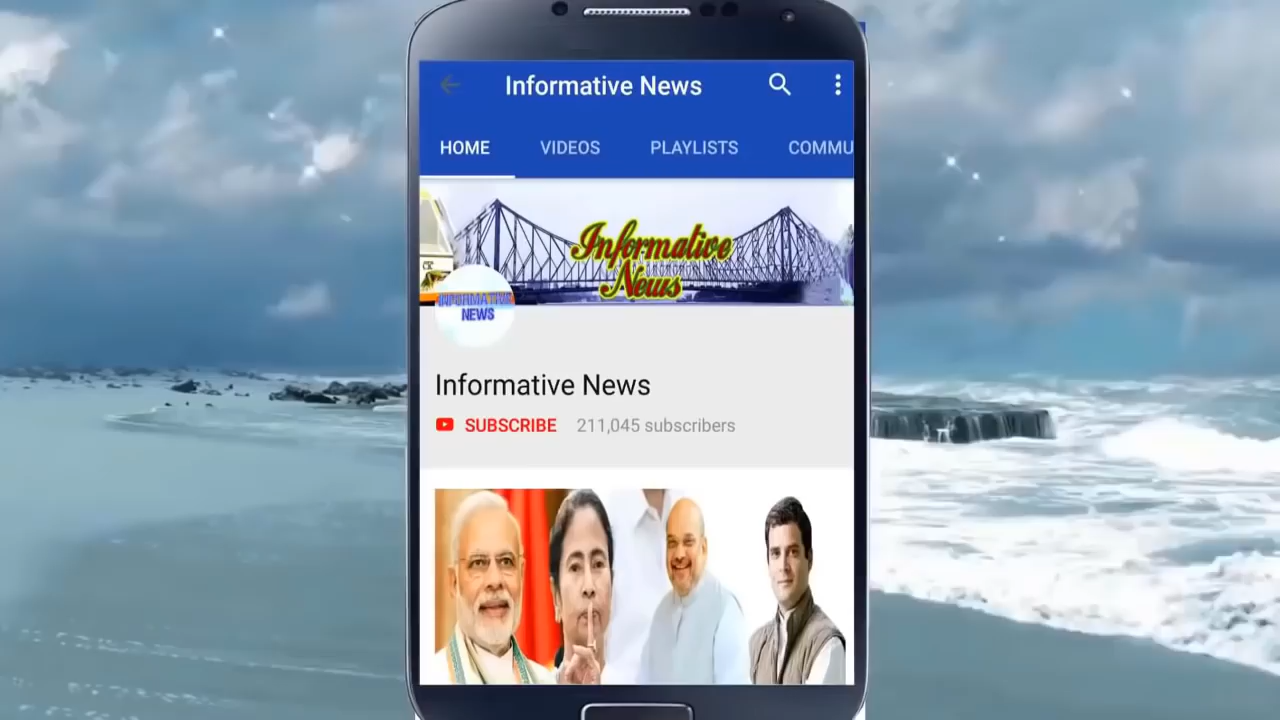 Informative News
HOME VIDEOS PLAYLISTS COMMU
Informative
News
INFORMATIVE
NEWS
Informative News
SUBSCRIBE 211,045 subscribers